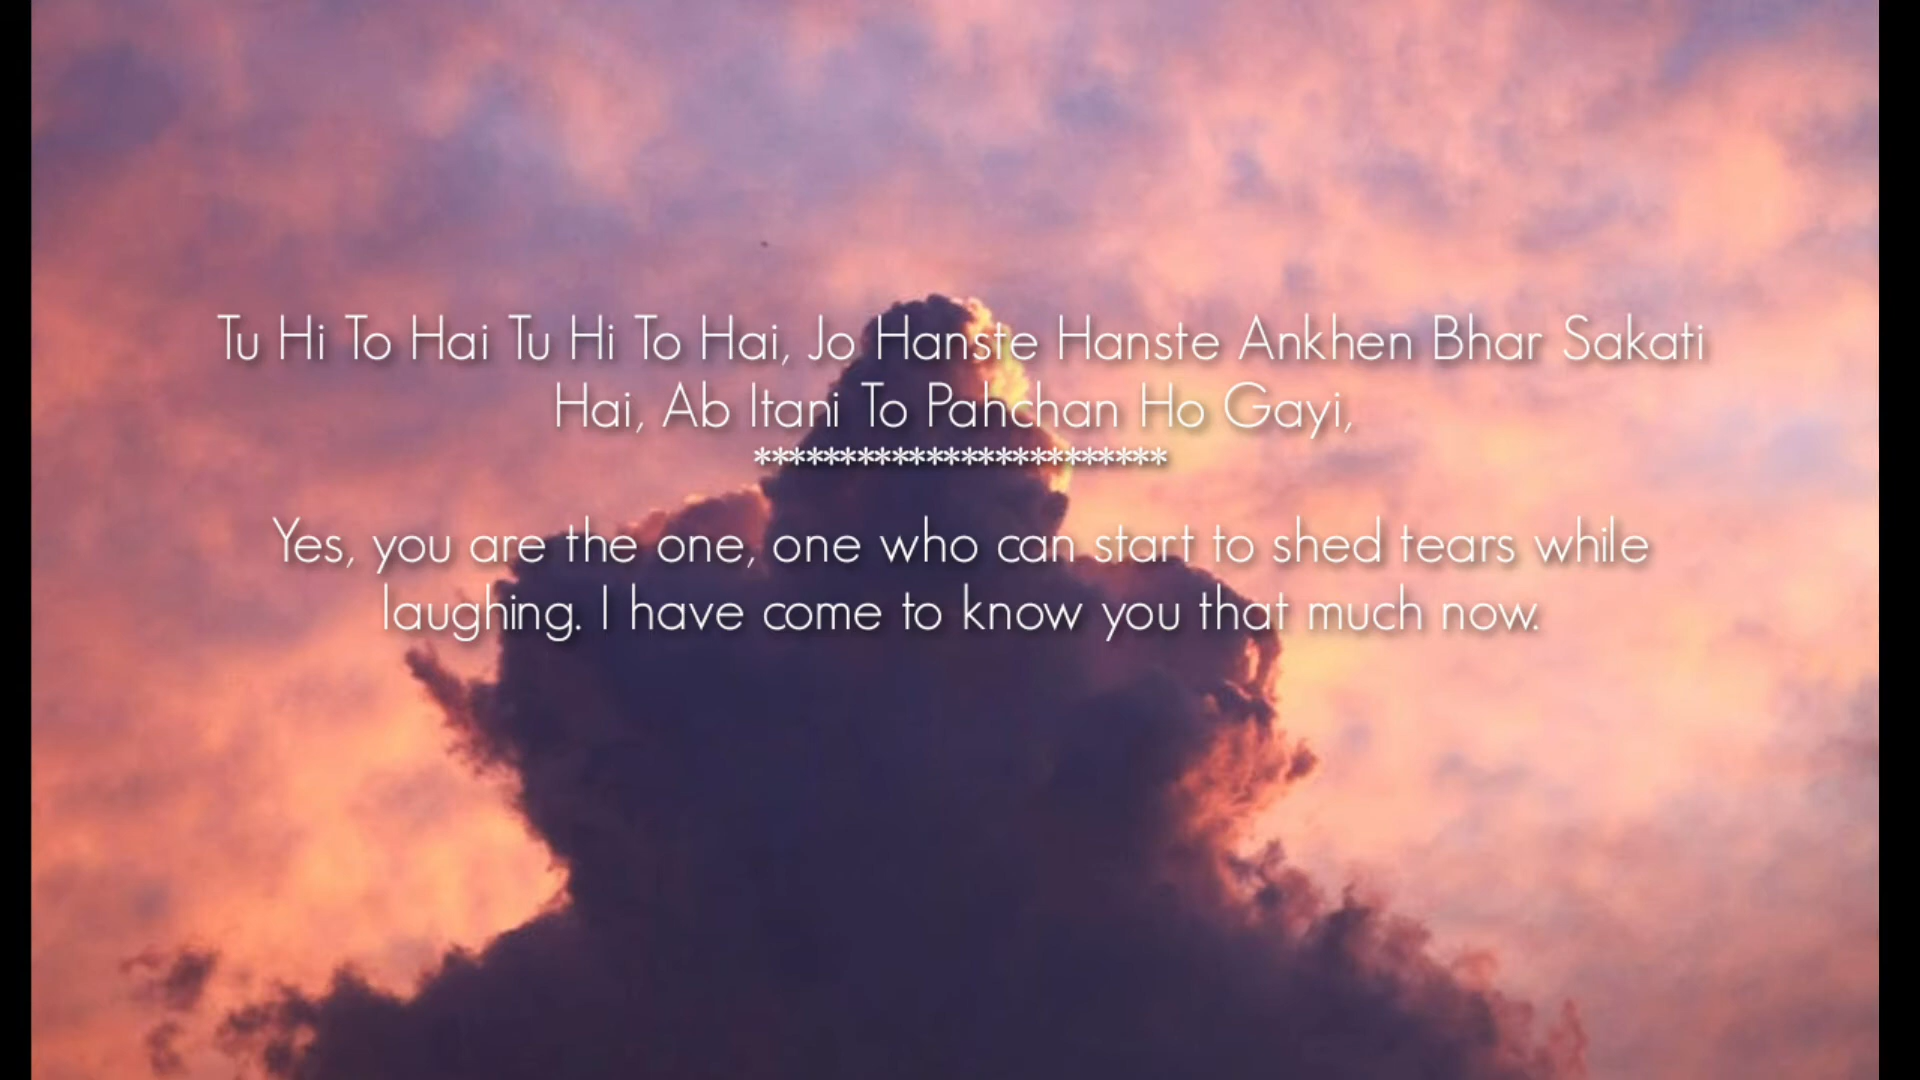 Tu Hi To Hai Tu Hi To Hai, Jo Hanste Hanste Ankhen Bhar Sakati
Hai, Ab Itani To Pahchan Ho Gayi,
************************
Yes, you are the one, one who can start to shed tears while
laughing. I have come to know you that much now.